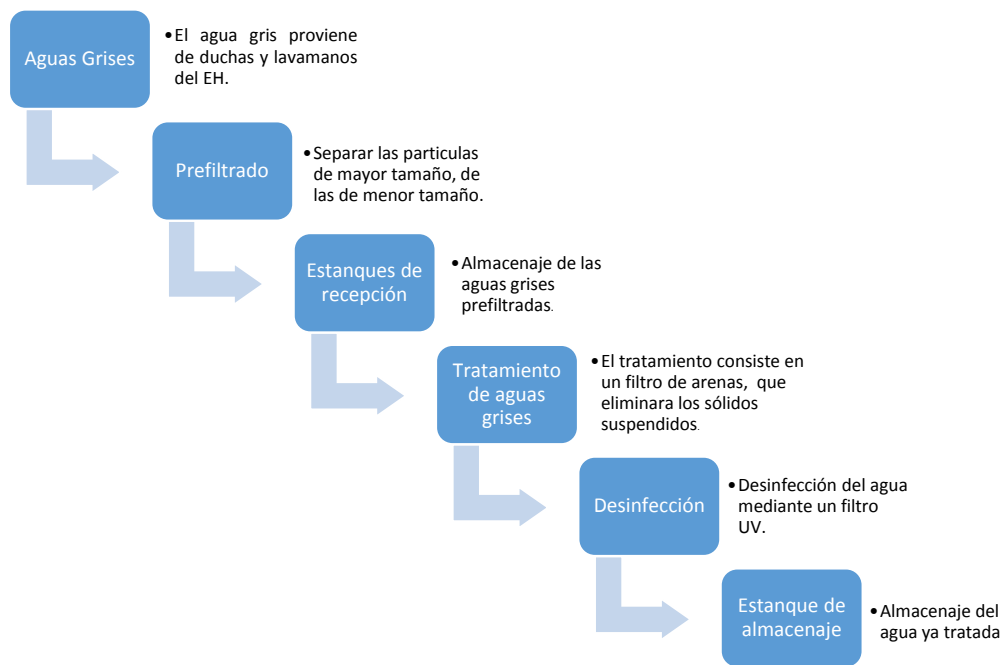 Aguas Grises
•El agua gris proviene
de duchas y lavamanos
del EH.
Prefiltrado
•Separar las particulas
de mayor tamaño, de
las de menor tamaño.
Estanques de
recepción
•Almacenaje de las
aguas grises
prefiltradas.
Tratamiento
de aguas
grises
•El tratamiento consiste en
un filtro de arenas, que
eliminara los sólidos
suspendidos.
Desinfección
•Desinfección del agua
mediante un filtro
UV.
Estanque de
almacenaje
•Almacenaje del
agua ya tratada